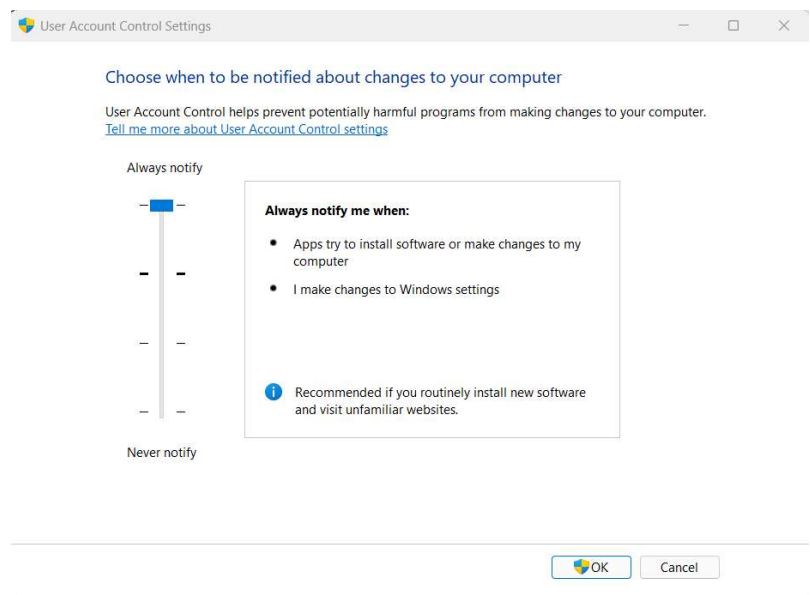 User Account Control Settings
Choose when to be notified about changes to your computer
User Account Control helps prevent potentially harmful programs from making changes to your computer.
Tell me more about User Account Control settings
Always notify
Always notify me when:
Apps try to install software or make changes to my
computer
I make changes to Windows settings
Recommended if you routinely install new software
and visit unfamiliar websites.
Never notify
OK
Cancel